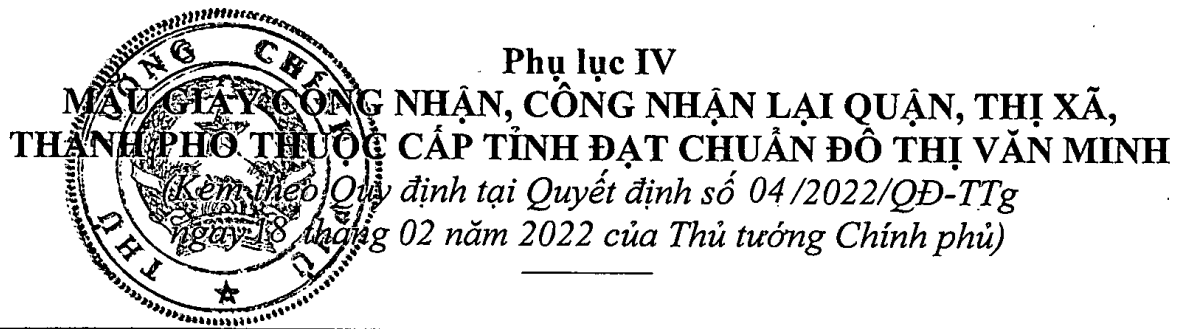 Phụ lục IV
MẪU GIẤY CÔNG NHẬN, CÔNG NHẬN LẠI QUẬN, THỊ XÃ,
THÀNH PHỐ THUỘC CẤP TỈNH ĐẠT CHUẨN ĐÔ THỊ VĂN MINH
(Kèm theo Quy định tại Quyết định số 04/2022/QĐ-TTg
ngày 18 tháng 02 năm 2022 của Thủ tướng Chính phủ)